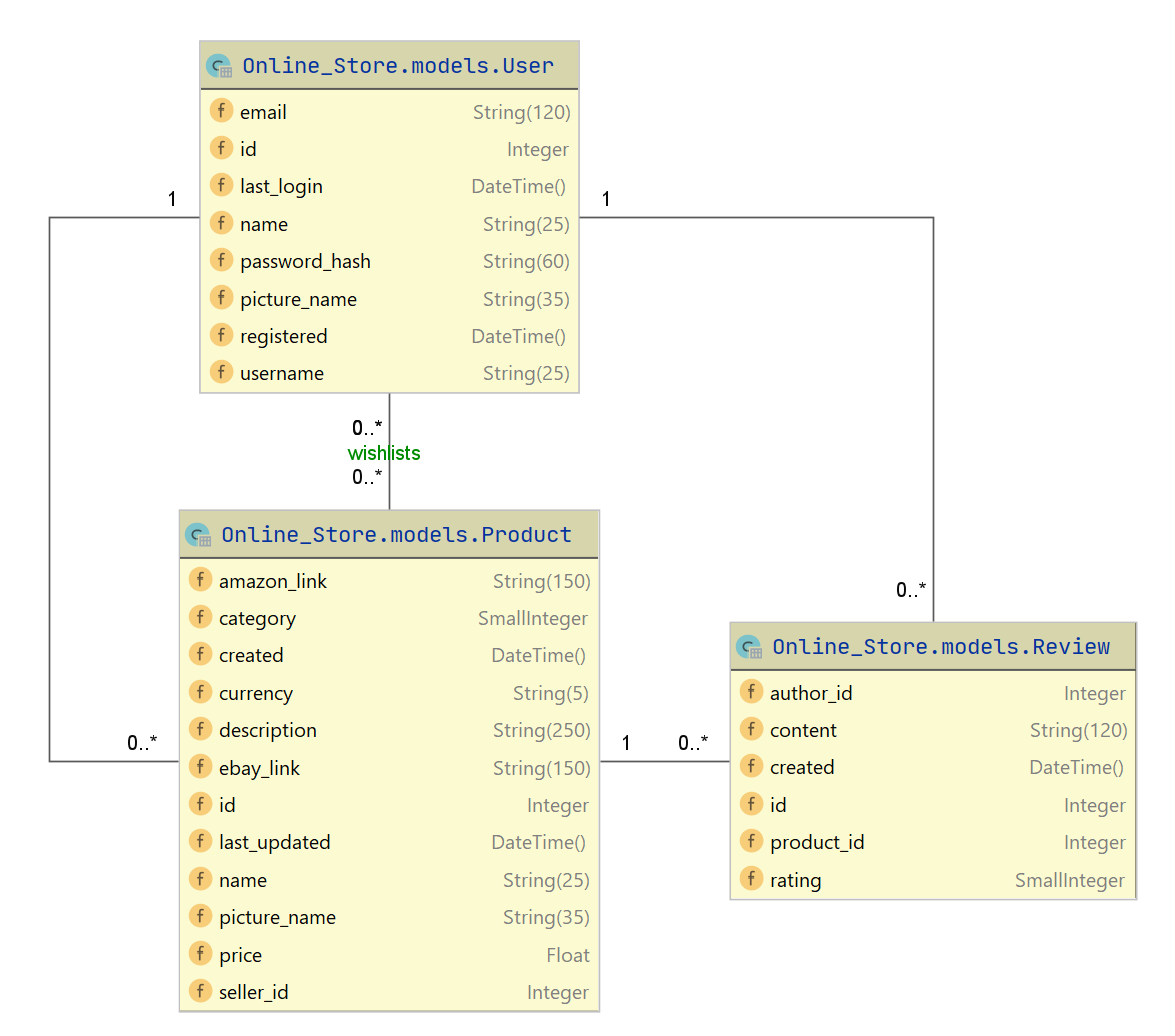 Online_Store.models.User
email String(120)
id Integer
last_login DateTime()
name String(25)
password_hash String(60)
picture_name String(35)
registered DateTime()
username String(25)
1
1
0..*
wishlists
0..*
Online_Store.models.Product
amazon_link String(150)
category SmallInteger
created DateTime()
currency String(5)
description String(250)
ebay_link String(150)
id Integer
last_updated DateTime()
name String(25)
picture_name String(35)
price Float
seller_id Integer
0..*
1 0..*
0..*
Online_Store.models.Review
author_id Integer
content String(120)
created DateTime()
id Integer
product_id Integer
rating SmallInteger